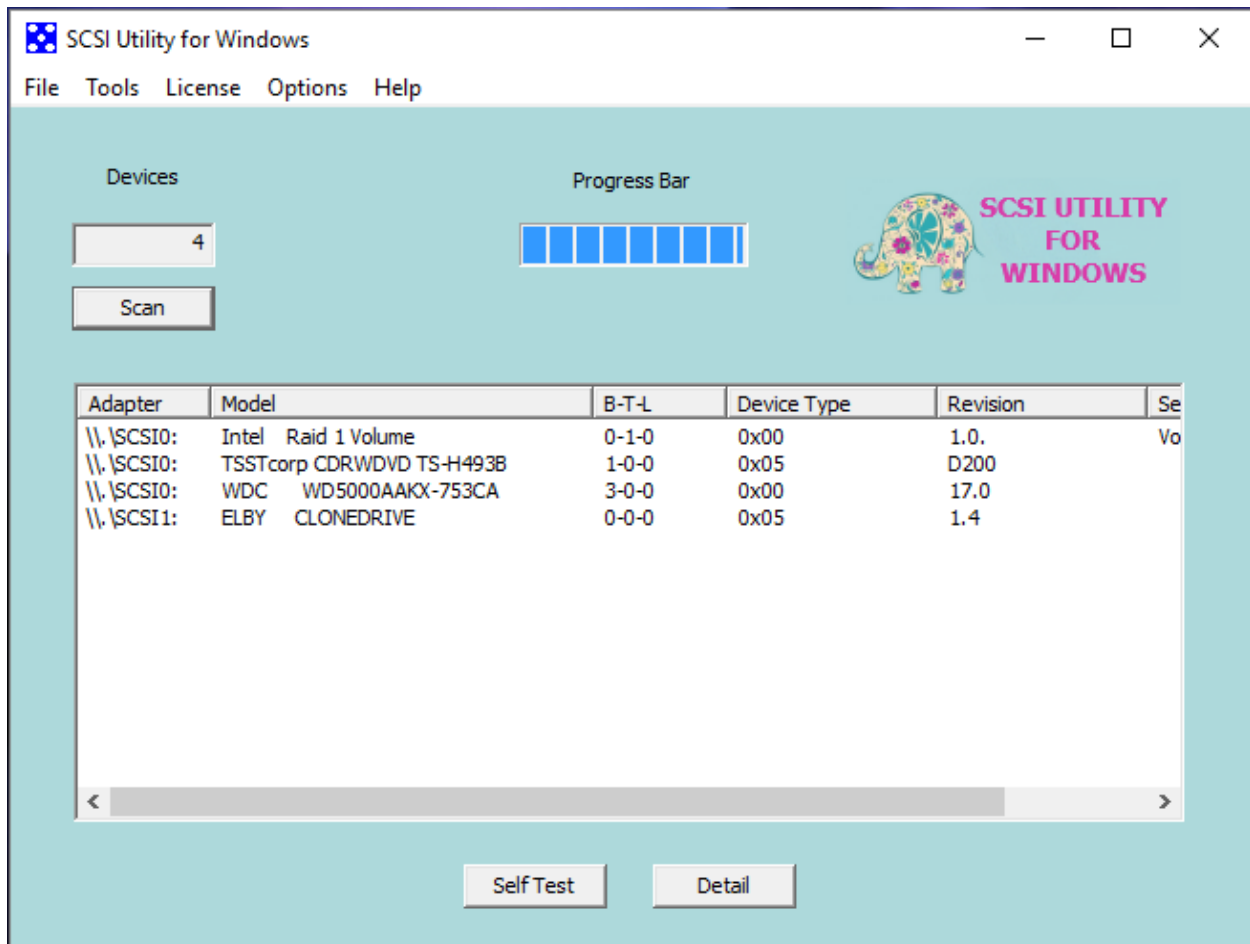 SCSI Utility for Windows
File Tools License Options Help
Devices
Progress Bar
4
Scan
SCSI UTILITY
FOR
WINDOWS
Adapter Model B-T-L Device Type Revision Se
\\.\SCSI0: Intel Raid 1 Volume 0-1-0 0x00 1.0. Vo
\\.\SCSI0: TSSTcorp CDRWDVD TS-H493B 1-0-0 0x05 D200
\\.\SCSI0: WDC WD5000AAKX-753CA 3-0-0 0x00 17.0
\\.\SCSI1: ELBY CLONEDRIVE 0-0-0 0x05 1.4
Self Test Detail